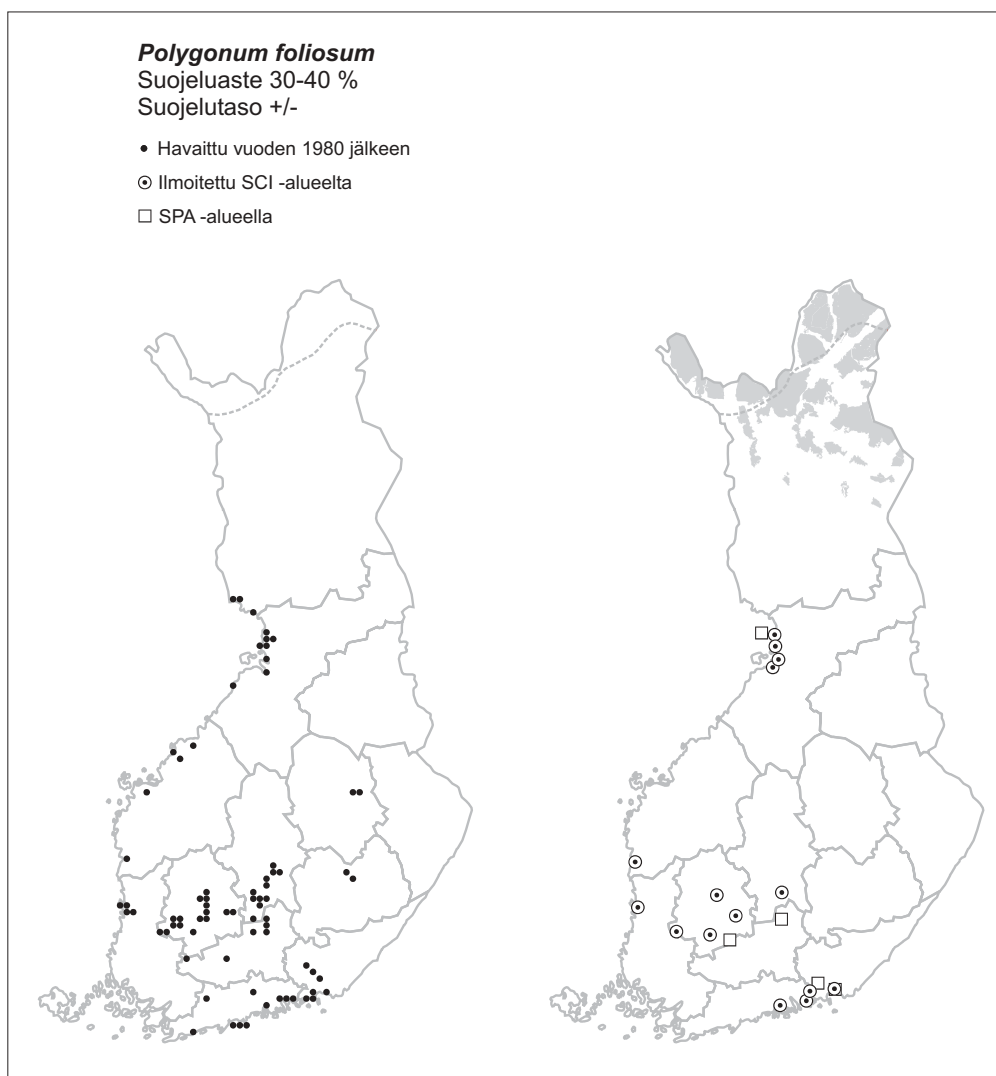 Polygonum foliosum
Suojeluaste 30-40 %
Suojelutaso +/-
Havaittu vuoden 1980 jälkeen
Ilmoitettu SCI -alueelta
SPA -alueella